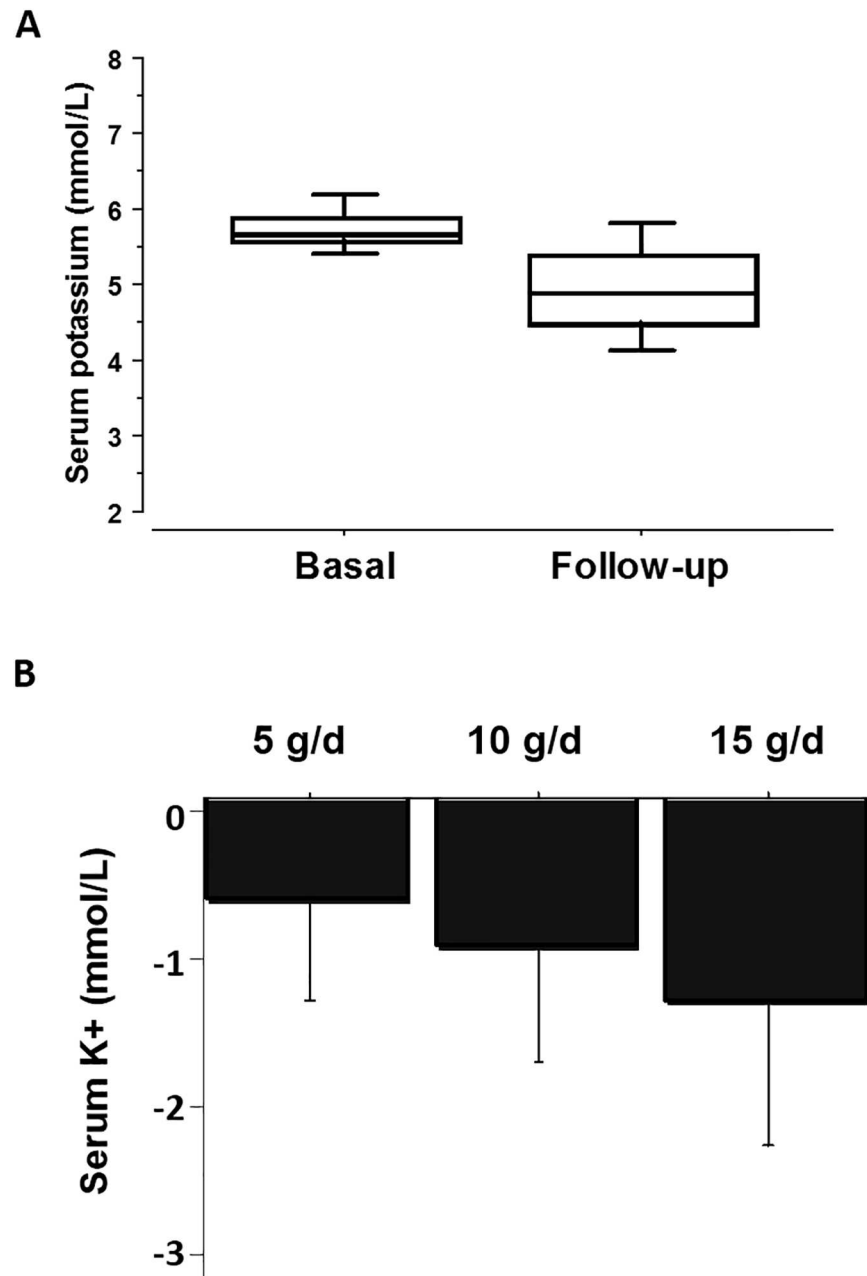 A
Serum potassium (mmol/L)
8
7
6
5
4
3
2
Basal Follow-up
B
5 g/d 10 g/d 15 g/d
Serum K+ (mmol/L)
0
-1
-2
-3